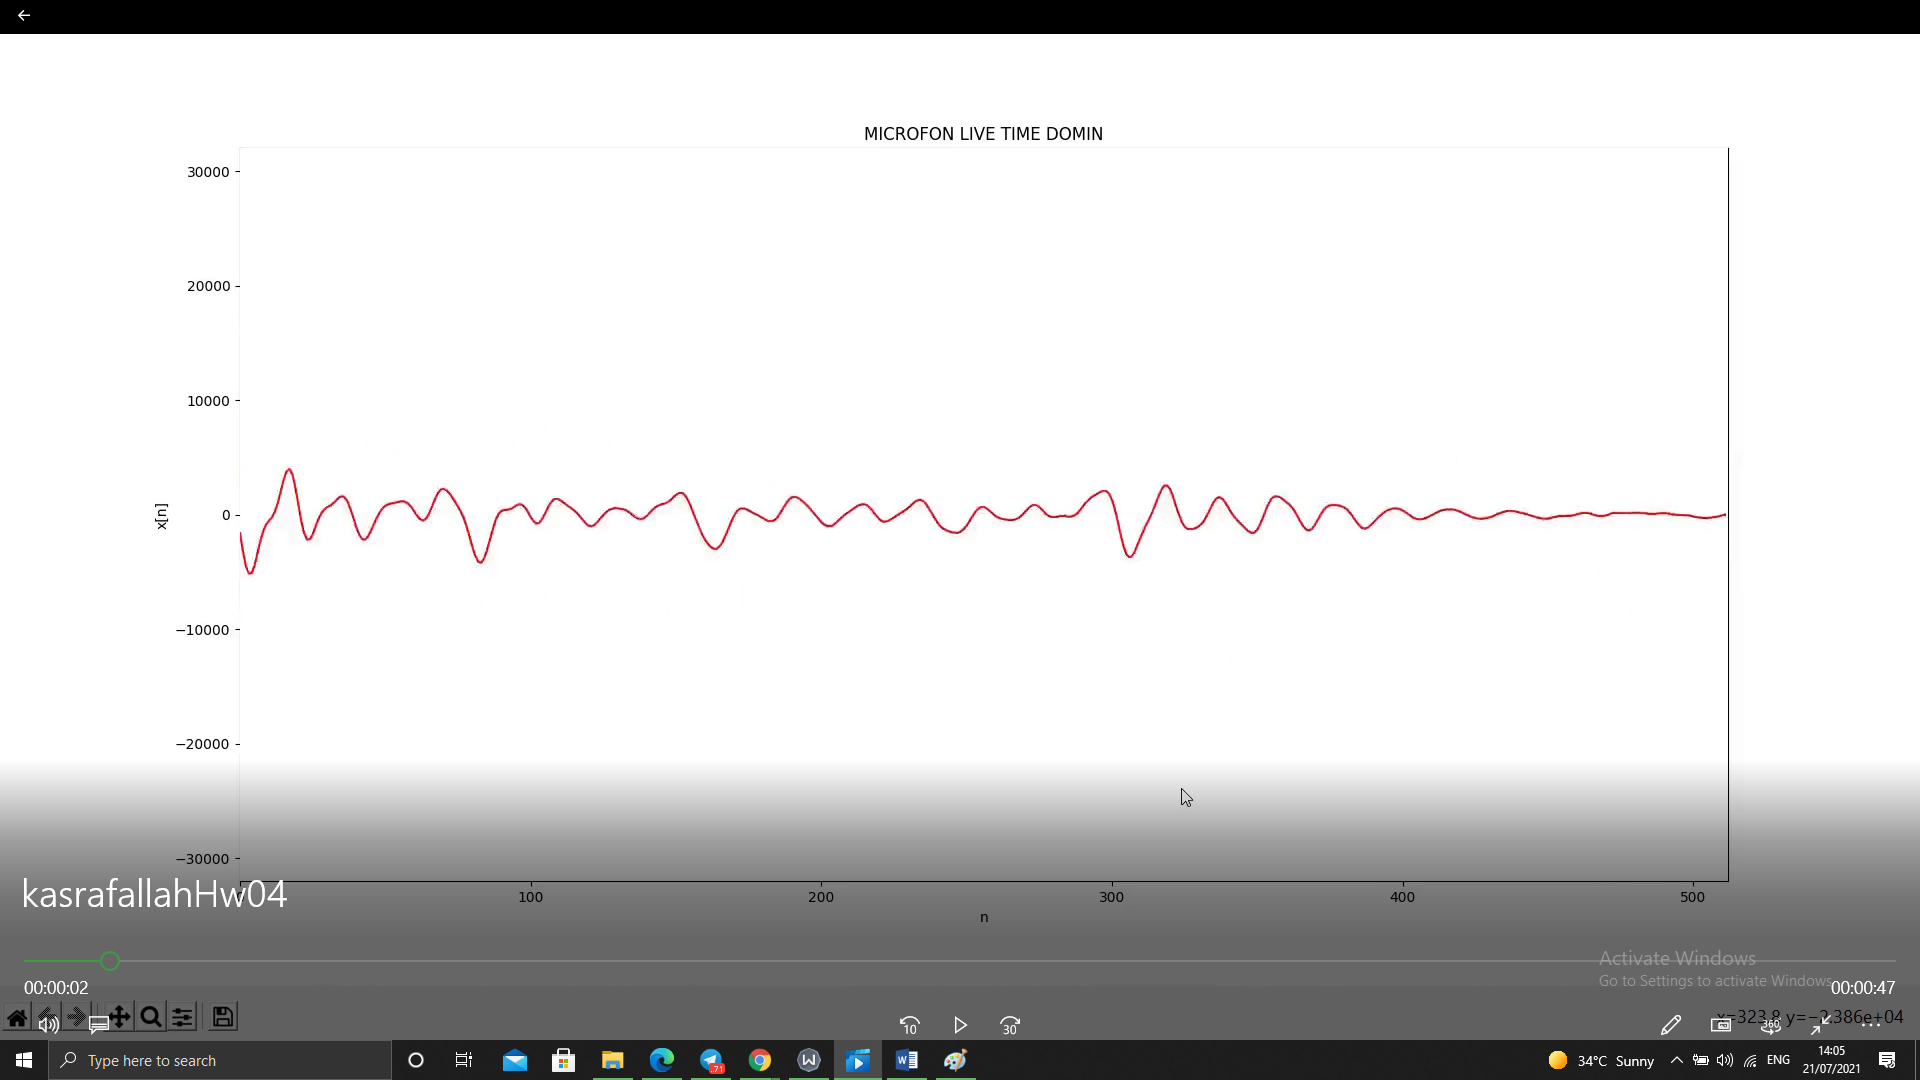 MICROFON LIVE TIME DOMIN
30000
20000
10000
0
−10000
−20000
−30000
x[n]
100
200
300
400
500
n
kasrafallahHw04
Activate Windows
Go to Settings to activate Windows.
00:00:02
00:00:47
10
30
360
x=323.8 y=−2.386e+04
Type here to search
71
W
34°C Sunny
ENG
14:05
21/07/2021